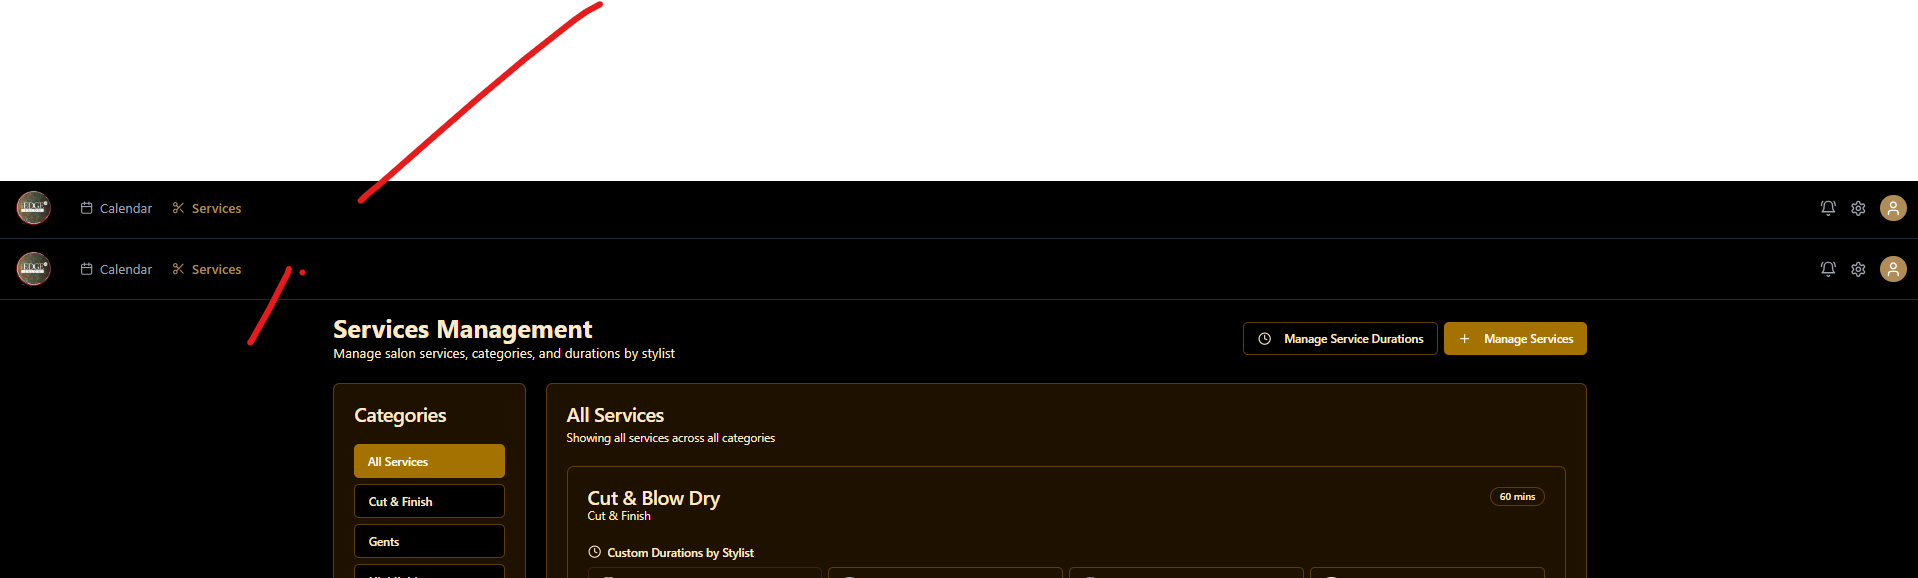 EDGE
Calendar Services
EDGE
Calendar Services
Services Management
Manage salon services, categories, and durations by stylist
Manage Service Durations
+ Manage Services
Categories
All Services
Cut & Finish
Gents
All Services
Showing all services across all categories
Cut & Blow Dry
60 mins
Cut & Finish
Custom Durations by Stylist